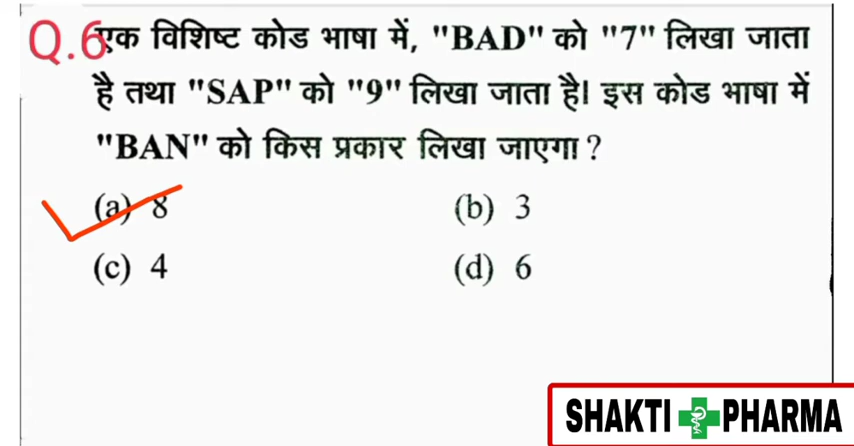 Q.6 एक विशिष्ट कोड भाषा में, "BAD" को "7" लिखा जाता
है तथा "SAP" को "9" लिखा जाता है। इस कोड भाषा में
"BAN" को किस प्रकार लिखा जाएगा ?
(a) 8 (b) 3
(c) 4 (d) 6
SHAKTI PHARMA